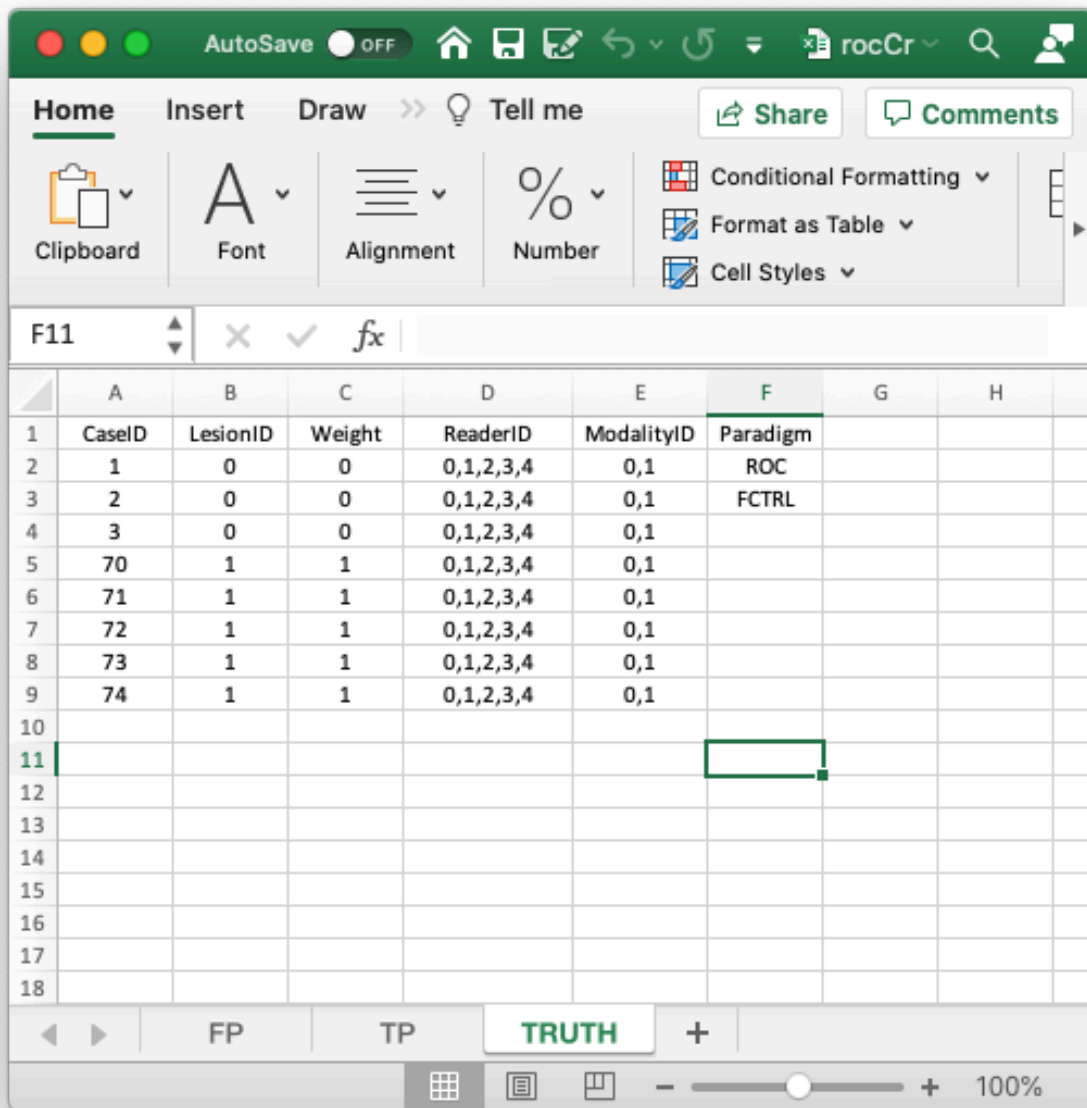 AutoSave OFF rocCr
Home Insert Draw Tell me Share Comments
Clipboard Font Alignment Number
Conditional Formatting
Format as Table
Cell Styles
F11 fx
A B C D E F G H
1 CaseID LesionID Weight ReaderID ModalityID Paradigm
2 1 0 0 0,1,2,3,4 0,1 ROC
3 2 0 0 0,1,2,3,4 0,1 FCTRL
4 3 0 0 0,1,2,3,4 0,1
5 70 1 1 0,1,2,3,4 0,1
6 71 1 1 0,1,2,3,4 0,1
7 72 1 1 0,1,2,3,4 0,1
8 73 1 1 0,1,2,3,4 0,1
9 74 1 1 0,1,2,3,4 0,1
10
11
12
13
14
15
16
17
18
FP TP TRUTH +
− + 100%